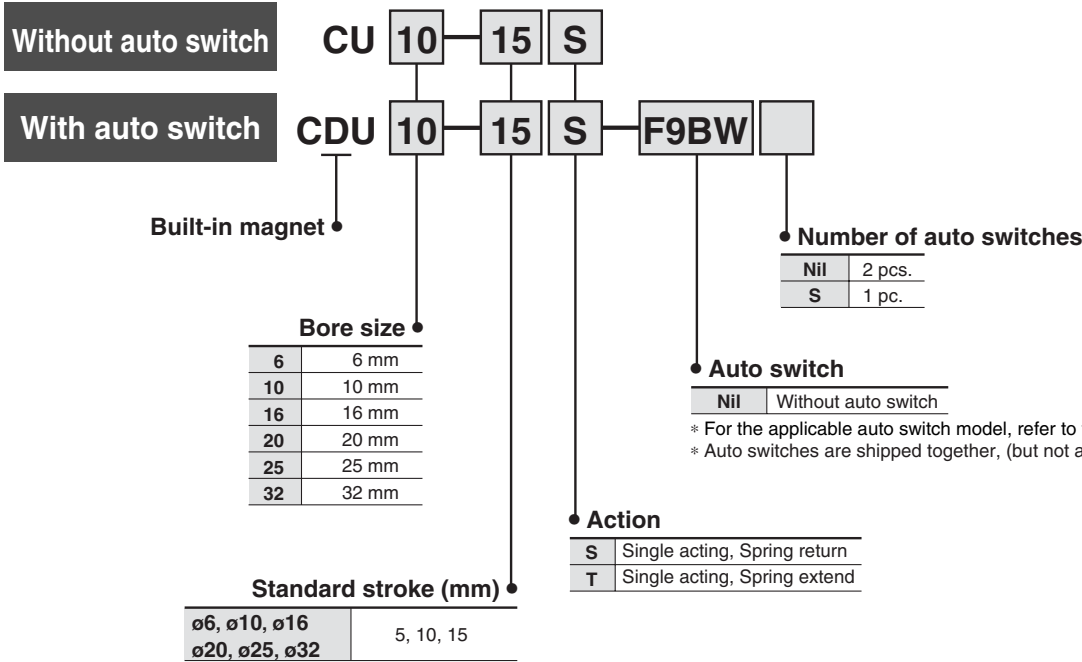 Without auto switch CU 10 — 15 S
With auto switch CDU 10 — 15 S — F9BW
Built-in magnet
Number of auto switches
Nil 2 pcs.
S 1 pc.
Bore size
6 6 mm
10 10 mm
16 16 mm
20 20 mm
25 25 mm
32 32 mm
Auto switch
Nil Without auto switch
∗ For the applicable auto switch model, refer to
∗ Auto switches are shipped together, (but not a
Action
S Single acting, Spring return
T Single acting, Spring extend
Standard stroke (mm)
ø6, ø10, ø16
ø20, ø25, ø32
5, 10, 15